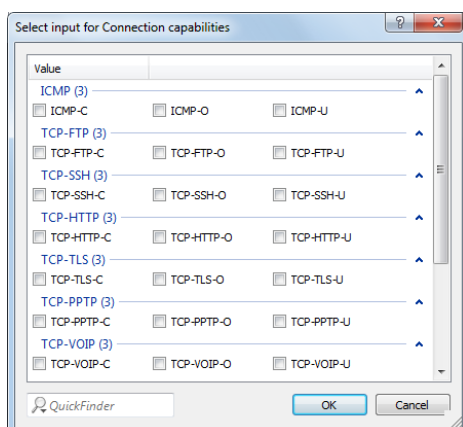 Select input for Connection capabilities
Value
ICMP (3)
ICMP-C ICMP-O ICMP-U
TCP-FTP (3)
TCP-FTP-C TCP-FTP-O TCP-FTP-U
TCP-SSH (3)
TCP-SSH-C TCP-SSH-O TCP-SSH-U
TCP-HTTP (3)
TCP-HTTP-C TCP-HTTP-O TCP-HTTP-U
TCP-TLS (3)
TCP-TLS-C TCP-TLS-O TCP-TLS-U
TCP-PPTP (3)
TCP-PPTP-C TCP-PPTP-O TCP-PPTP-U
TCP-VOIP (3)
TCP-VOIP-C TCP-VOIP-O TCP-VOIP-U
QuickFinder OK Cancel